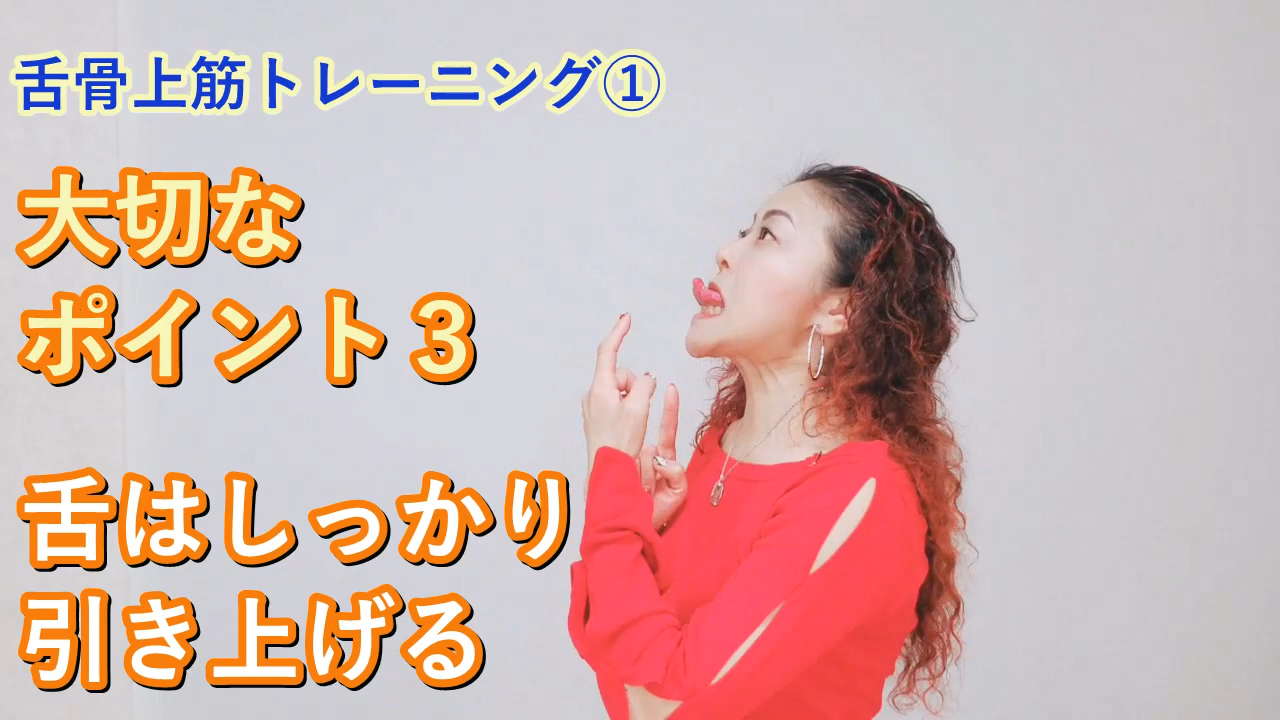 舌骨上筋トレーニング①
大切な
ポイント３
舌はしっかり
引き上げる